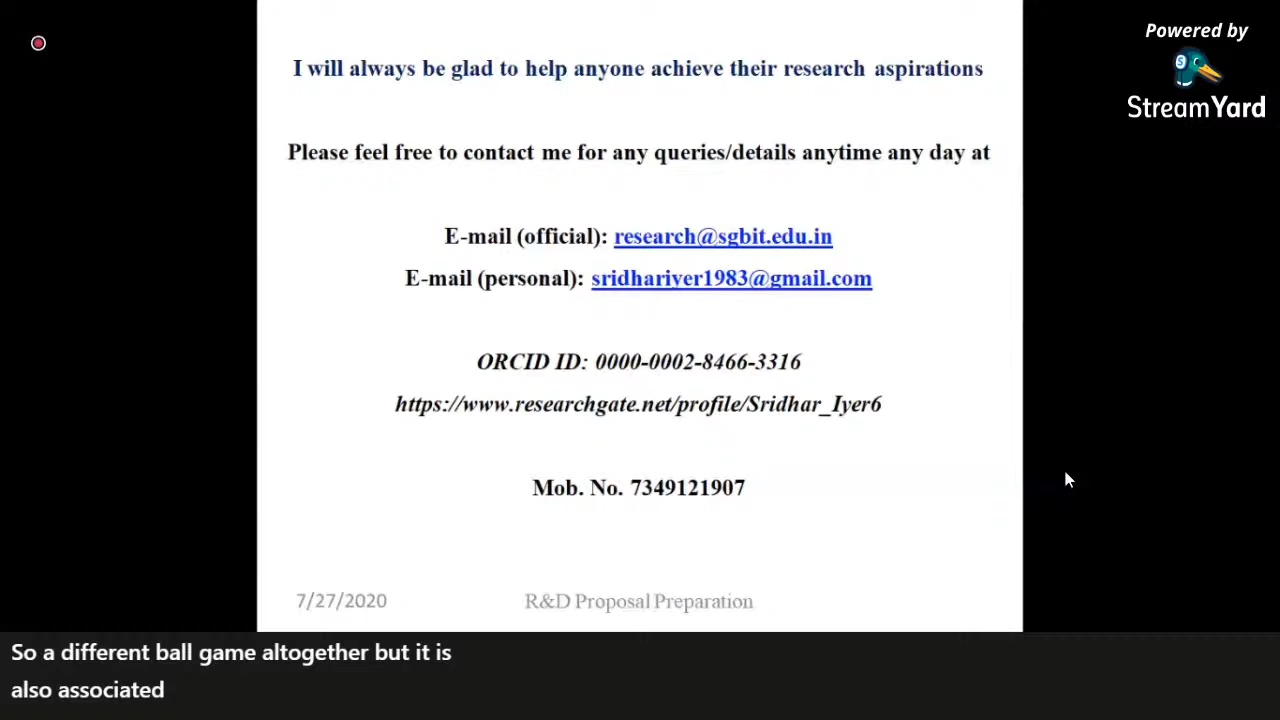 Powered by
StreamYard
I will always be glad to help anyone achieve their research aspirations
Please feel free to contact me for any queries/details anytime any day at
E-mail (official): research@sgbit.edu.in
E-mail (personal): sridhariyer1983@gmail.com
ORCID ID: 0000-0002-8466-3316
https://www.researchgate.net/profile/Sridhar_Iyer6
Mob. No. 7349121907
7/27/2020 R&D Proposal Preparation
So a different ball game altogether but it is
also associated